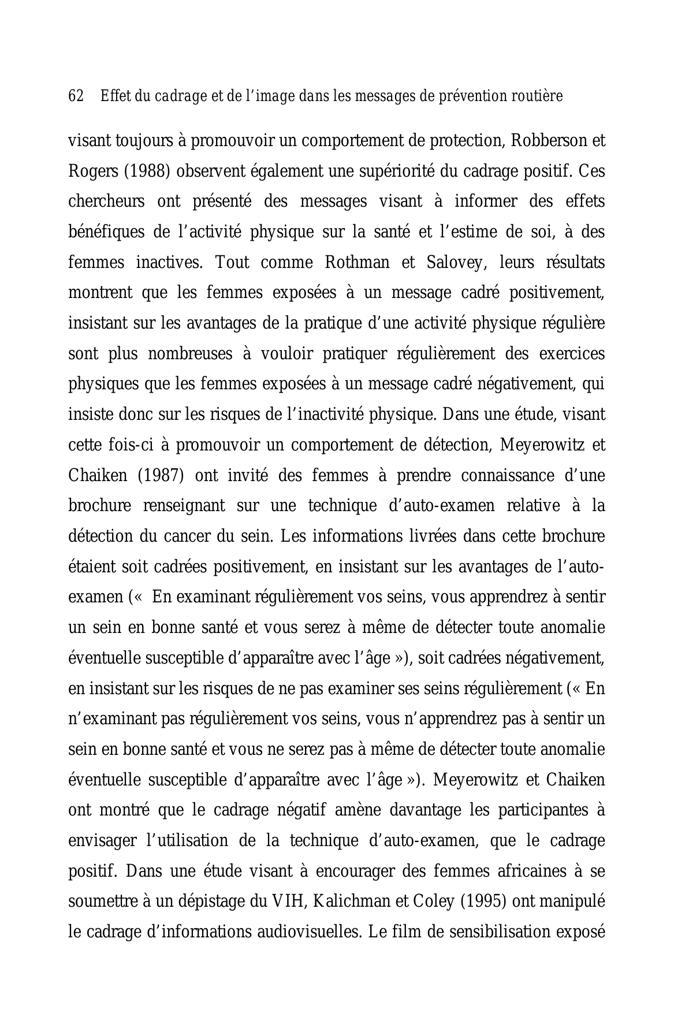 62 Effet du cadrage et de l’image dans les messages de prévention routière
visant toujours à promouvoir un comportement de protection, Robberson et
Rogers (1988) observent également une supériorité du cadrage positif. Ces
chercheurs ont présenté des messages visant à informer des effets
bénéfiques de l’activité physique sur la santé et l’estime de soi, à des
femmes inactives. Tout comme Rothman et Salovey, leurs résultats
montrent que les femmes exposées à un message cadré positivement,
insistant sur les avantages de la pratique d’une activité physique régulière
sont plus nombreuses à vouloir pratiquer régulièrement des exercices
physiques que les femmes exposées à un message cadré négativement, qui
insiste donc sur les risques de l’inactivité physique. Dans une étude, visant
cette fois-ci à promouvoir un comportement de détection, Meyerowitz et
Chaiken (1987) ont invité des femmes à prendre connaissance d’une
brochure renseignant sur une technique d’auto-examen relative à la
détection du cancer du sein. Les informations livrées dans cette brochure
étaient soit cadrées positivement, en insistant sur les avantages de l’auto-
examen (« En examinant régulièrement vos seins, vous apprendrez à sentir
un sein en bonne santé et vous serez à même de détecter toute anomalie
éventuelle susceptible d’apparaître avec l’âge »), soit cadrées négativement,
en insistant sur les risques de ne pas examiner ses seins régulièrement (« En
n’examinant pas régulièrement vos seins, vous n’apprendrez pas à sentir un
sein en bonne santé et vous ne serez pas à même de détecter toute anomalie
éventuelle susceptible d’apparaître avec l’âge »). Meyerowitz et Chaiken
ont montré que le cadrage négatif amène davantage les participantes à
envisager l’utilisation de la technique d’auto-examen, que le cadrage
positif. Dans une étude visant à encourager des femmes africaines à se
soumettre à un dépistage du VIH, Kalichman et Coley (1995) ont manipulé
le cadrage d’informations audiovisuelles. Le film de sensibilisation exposé